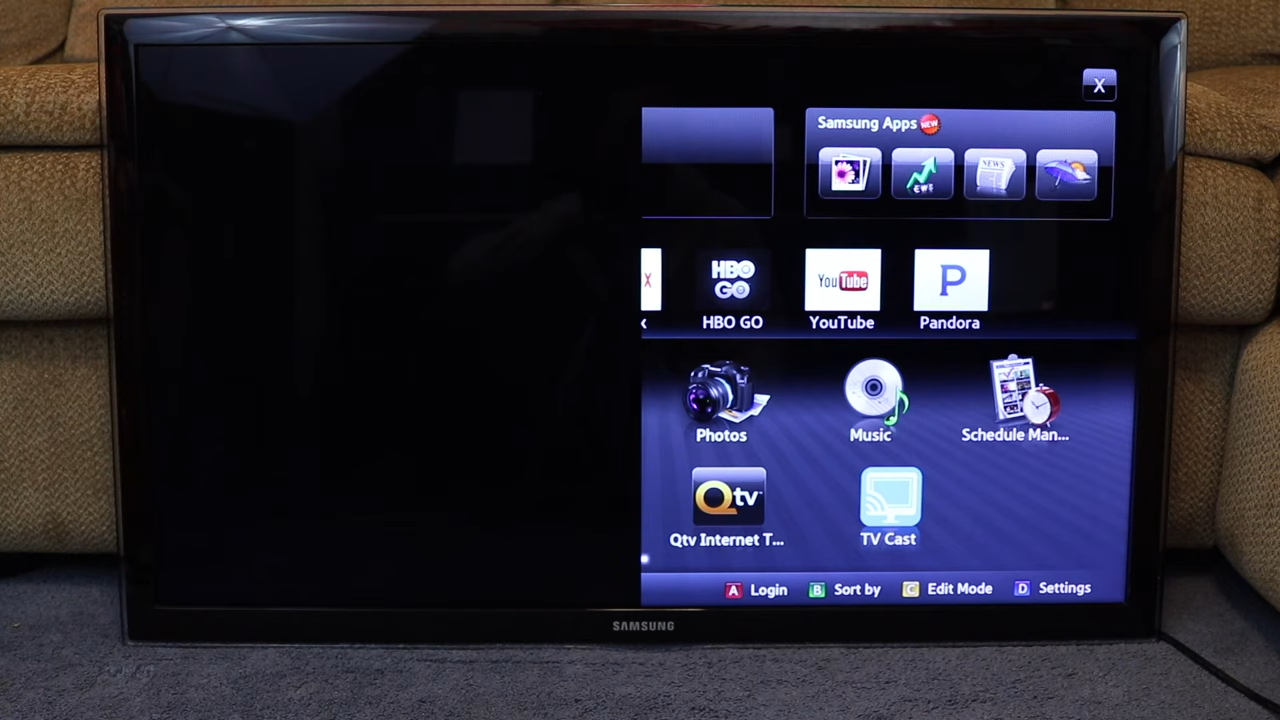 X
Samsung Apps NEW
NEWS
X
HBO
GO
YouTube
P
x
HBO GO
YouTube
Pandora
Photos
Music
Schedule Man...
Qtv
Qtv Internet T...
TV Cast
A Login
B Sort by
C Edit Mode
D Settings
SAMSUNG